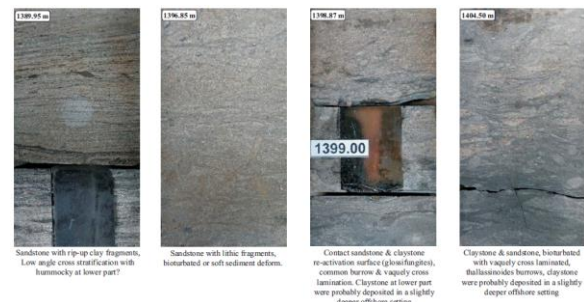 1389.95 m
1396.85 m
1398.87 m
1404.50 m
1399.00
Sandstone with rip-up clay fragments,
Low angle cross stratification with
hummocky at lower part?
Sandstone with lithic fragments,
bioturbated or soft sediment deform.
Contact sandstone & claystone
re-activation surface (glossifungites),
common burrow & vaquely cross
lamination. Claystone at lower part
were probably deposited in a slightly
deeper offshore setting
Claystone & sandstone, bioturbated
with vaquely cross laminated,
thallassinoides burrows, claystone
were probably deposited in a slightly
deeper offshore setting